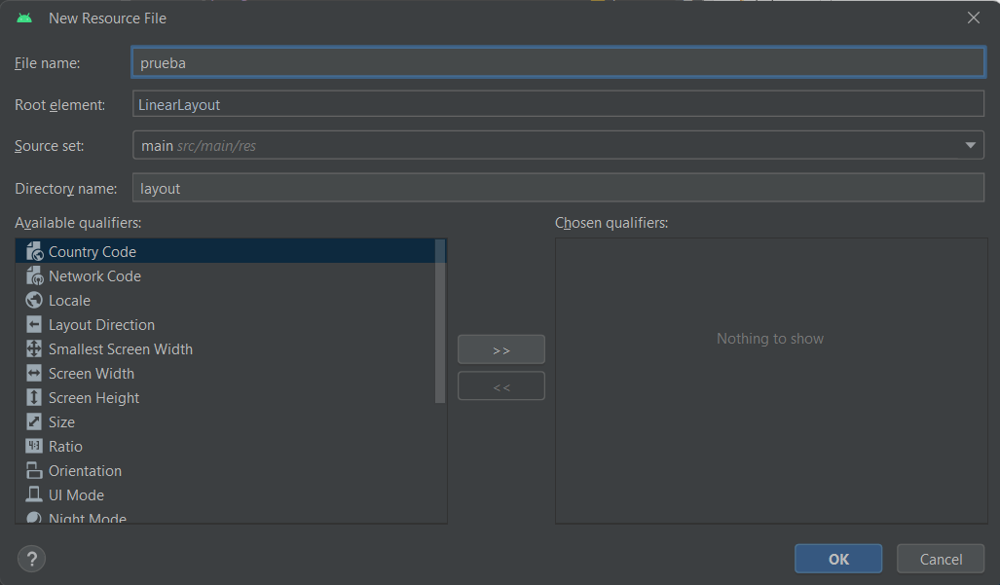 New Resource File
File name:
prueba
Root element:
LinearLayout
Source set:
main src/main/res
Directory name:
layout
Available qualifiers:
Country Code
Network Code
Locale
Layout Direction
Smallest Screen Width
Screen Width
Screen Height
Size
Ratio
Orientation
UI Mode
Night Mode
>>
<<
Chosen qualifiers:
Nothing to show
?
OK
Cancel